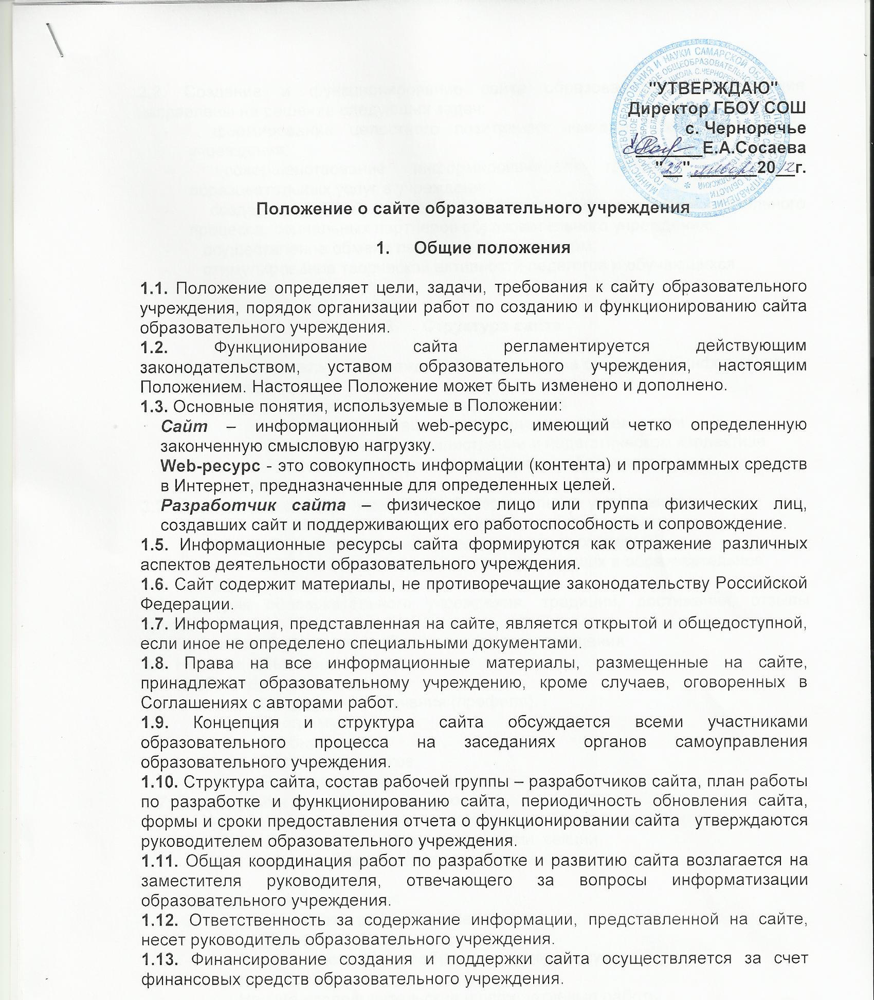 "УТВЕРЖДАЮ"
Директор ГБОУ СОШ
с. Черноречье
________Е.А.Сосаева
"23" января 2012г.
Положение о сайте образовательного учреждения
1. Общие положения
1.1. Положение определяет цели, задачи, требования к сайту образовательного
учреждения, порядок организации работ по созданию и функционированию сайта
образовательного учреждения.
1.2. Функционирование сайта регламентируется действующим
законодательством, уставом образовательного учреждения, настоящим
Положением. Настоящее Положение может быть изменено и дополнено.
1.3. Основные понятия, используемые в Положении:
Сайт – информационный web-ресурс, имеющий четко определенную
законченную смысловую нагрузку.
Web-ресурс - это совокупность информации (контента) и программных средств
в Интернет, предназначенные для определенных целей.
Разработчик сайта – физическое лицо или группа физических лиц,
создавших сайт и поддерживающих его работоспособность и сопровождение.
1.5. Информационные ресурсы сайта формируются как отражение различных
аспектов деятельности образовательного учреждения.
1.6. Сайт содержит материалы, не противоречащие законодательству Российской
Федерации.
1.7. Информация, представленная на сайте, является открытой и общедоступной,
если иное не определено специальными документами.
1.8. Права на все информационные материалы, размещенные на сайте,
принадлежат образовательному учреждению, кроме случаев, оговоренных в
Соглашениях с авторами работ.
1.9. Концепция и структура сайта обсуждается всеми участниками
образовательного процесса на заседаниях органов самоуправления
образовательного учреждения.
1.10. Структура сайта, состав рабочей группы – разработчиков сайта, план работы
по разработке и функционированию сайта, периодичность обновления сайта,
формы и сроки предоставления отчета о функционировании сайта утверждаются
руководителем образовательного учреждения.
1.11. Общая координация работ по разработке и развитию сайта возлагается на
заместителя руководителя, отвечающего за вопросы информатизации
образовательного учреждения.
1.12. Ответственность за содержание информации, представленной на сайте,
несет руководитель образовательного учреждения.
1.13. Финансирование создания и поддержки сайта осуществляется за счет
финансовых средств образовательного учреждения.